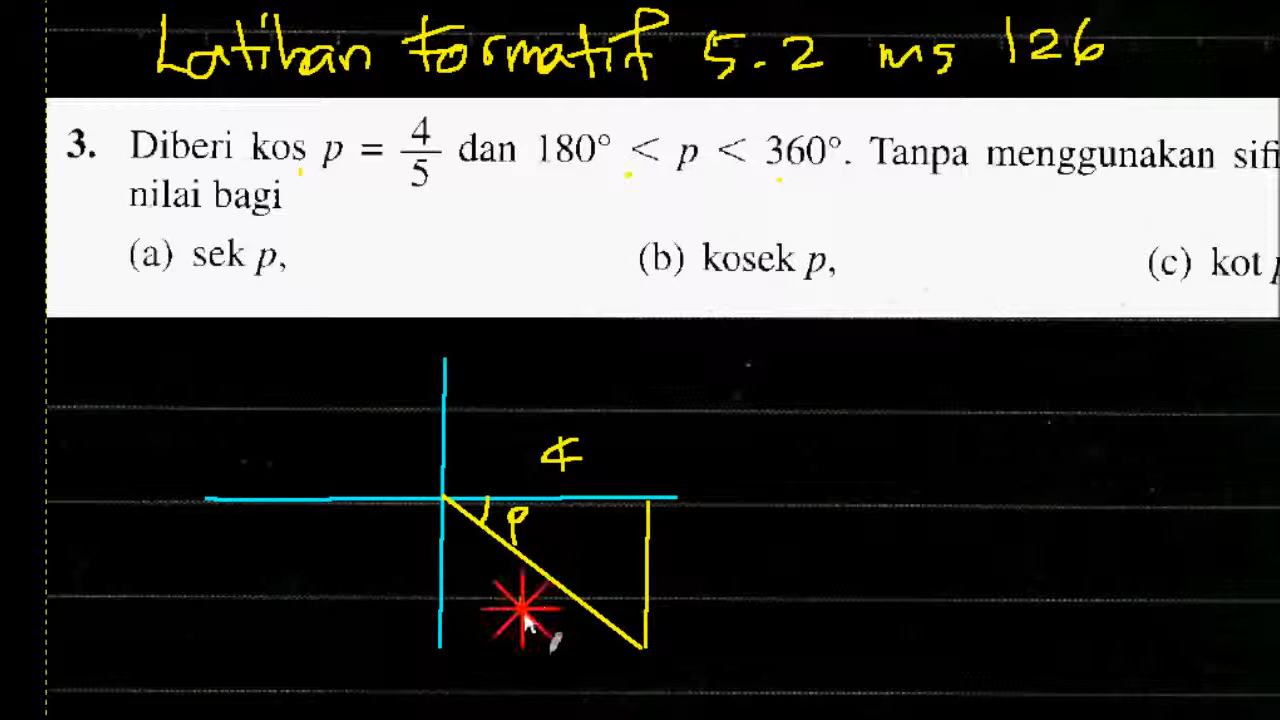 Latihan formatif 5.2 ms 126
3. Diberi kos p = 4/5 dan 180° < p < 360°. Tanpa menggunakan sifi
nilai bagi
(a) sek p, (b) kosek p, (c) kot p
4
P